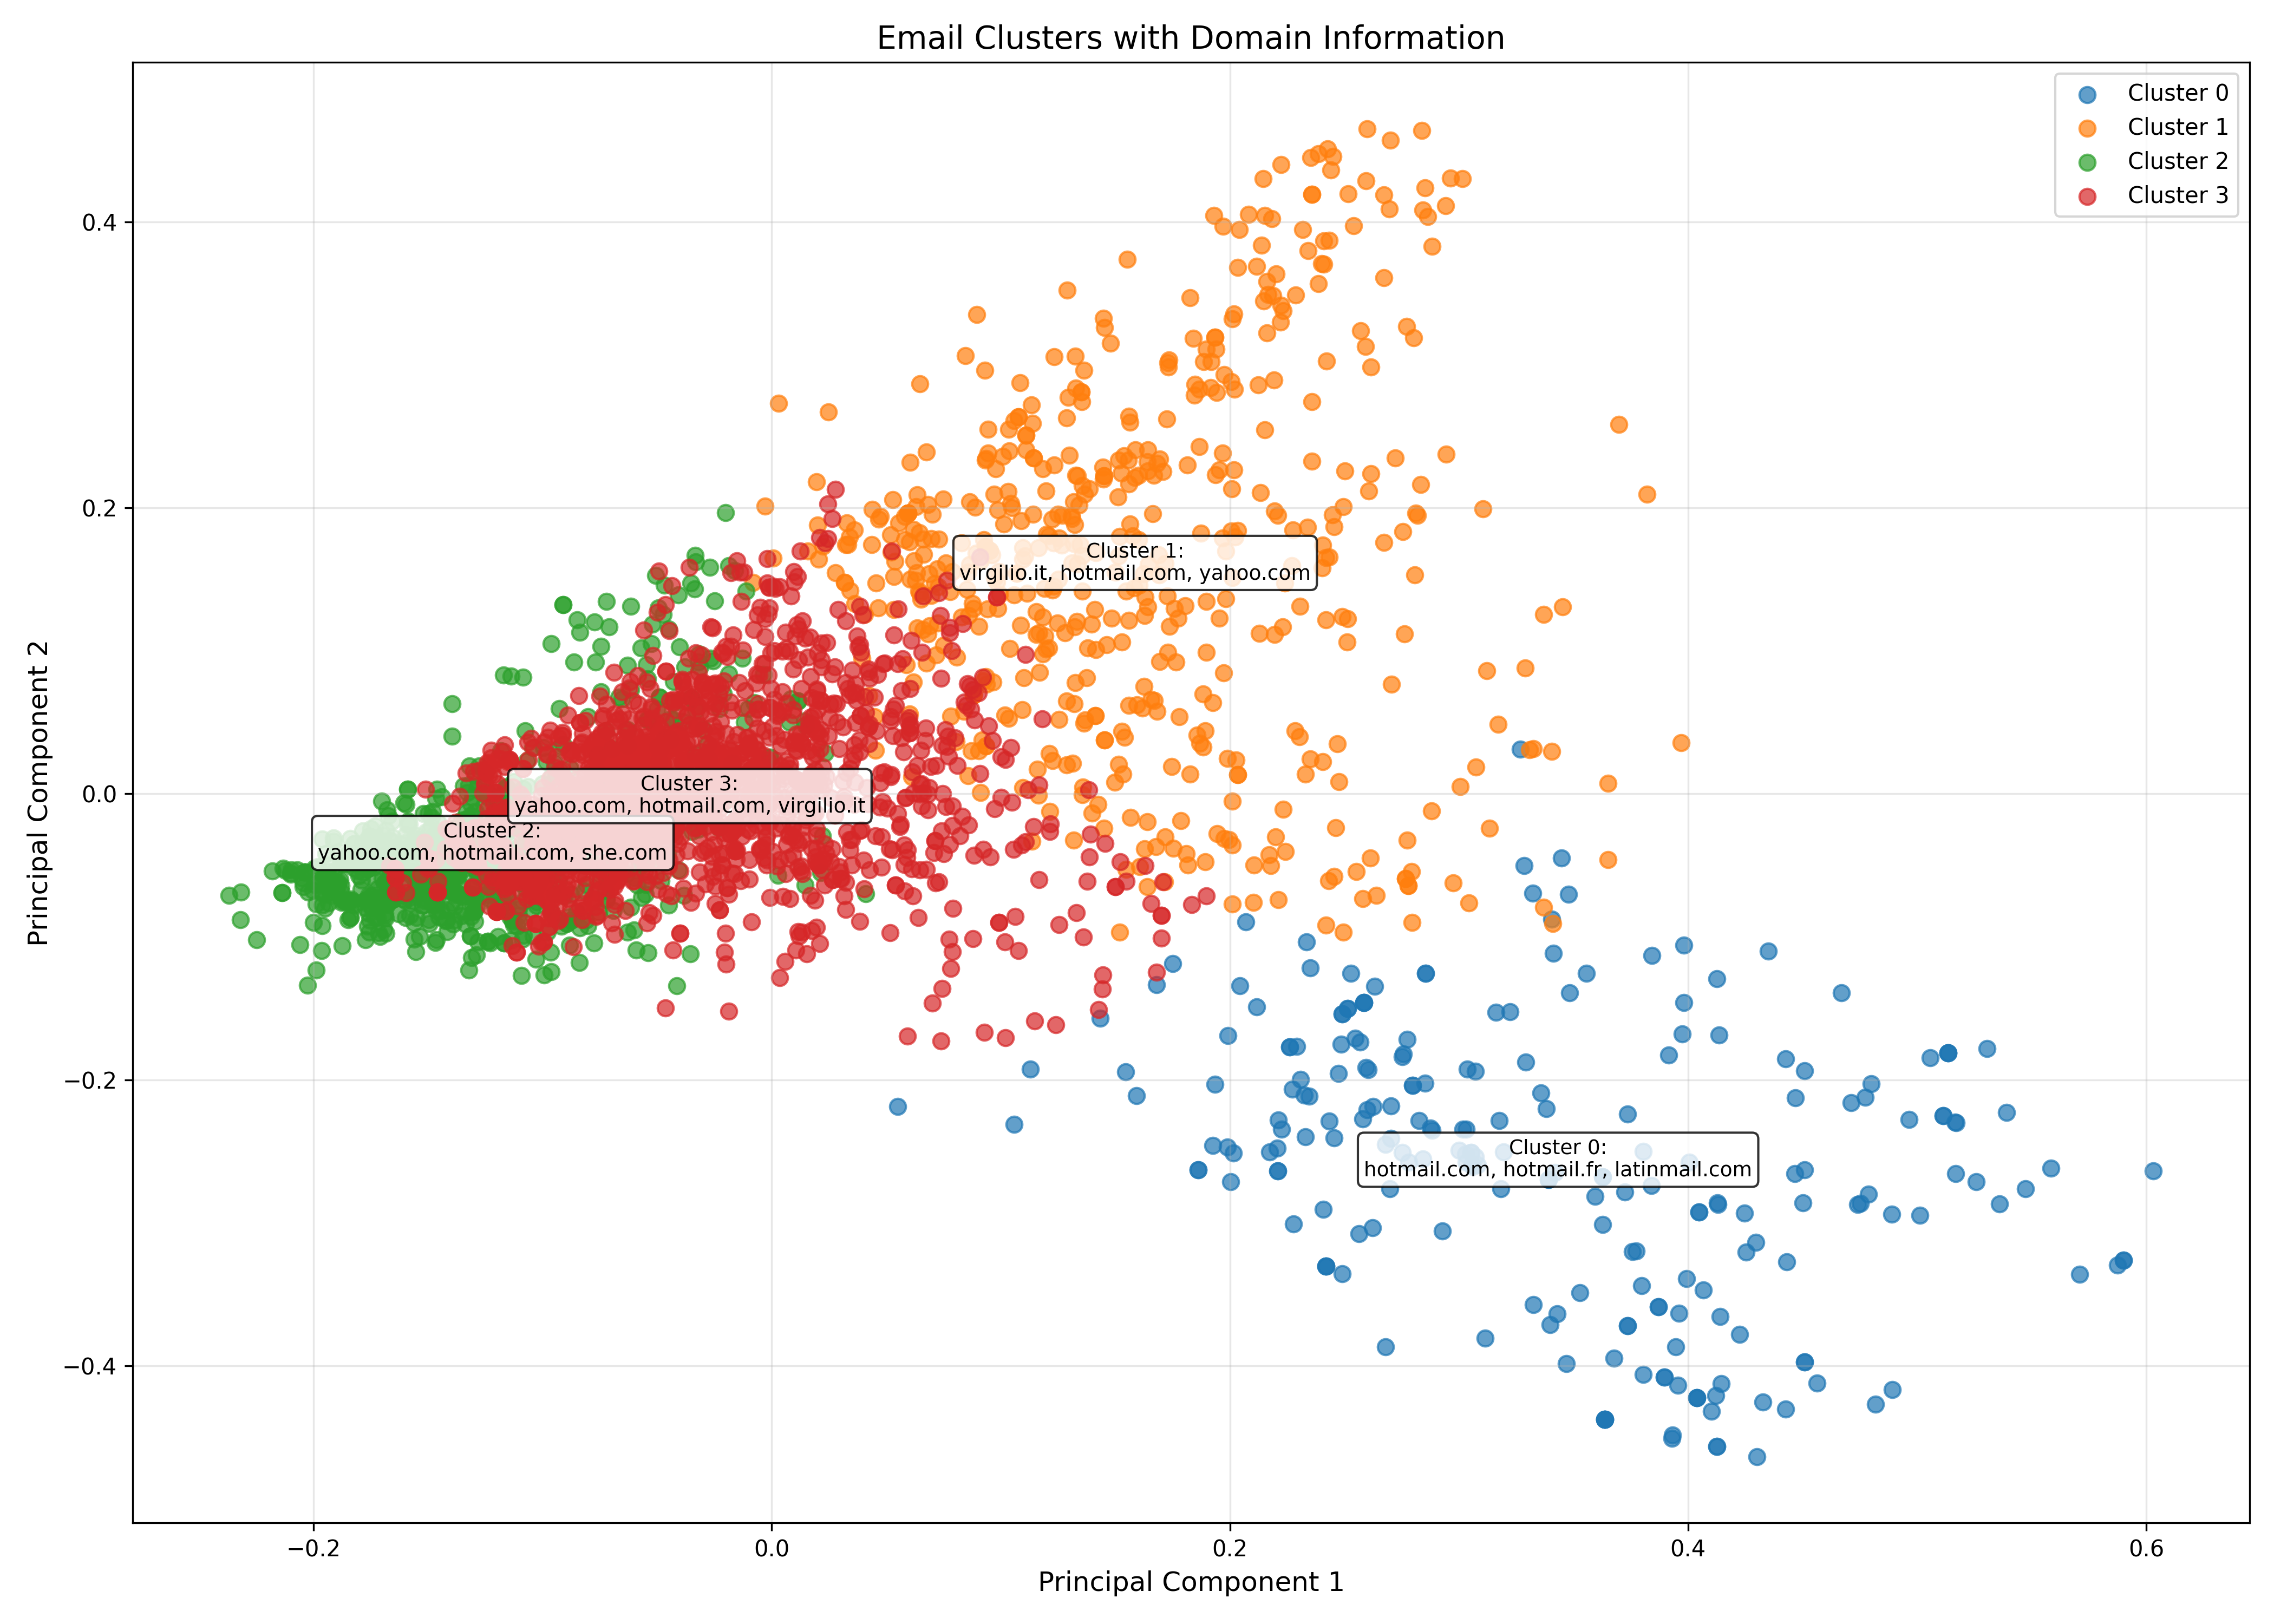 Email Clusters with Domain Information
Cluster 0
Cluster 1
Cluster 2
Cluster 3
0.4
0.2
0.0
−0.2
−0.4
Principal Component 2
Cluster 1:
virgilio.it, hotmail.com, yahoo.com
Cluster 3:
yahoo.com, hotmail.com, virgilio.it
Cluster 2:
yahoo.com, hotmail.com, she.com
Cluster 0:
hotmail.com, hotmail.fr, latinmail.com
−0.2
0.0
0.2
0.4
0.6
Principal Component 1